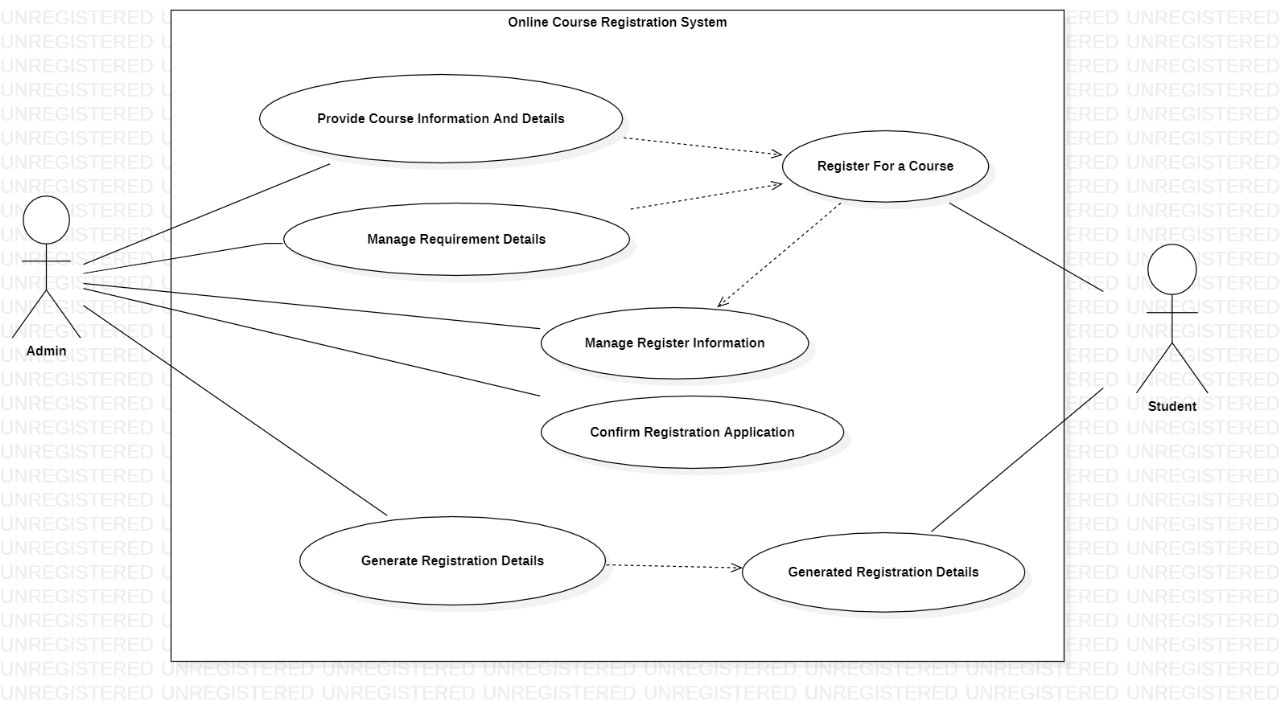 Online Course Registration System
Provide Course Information And Details
Register For a Course
Manage Requirement Details
Admin
Manage Register Information
Student
Confirm Registration Application
Generate Registration Details
Generated Registration Details
UNREGISTERED UNREGISTERED UNREGISTERED UNREGISTERED UNREGISTERED UNREGISTERED UNREGISTERED UNREGISTERED